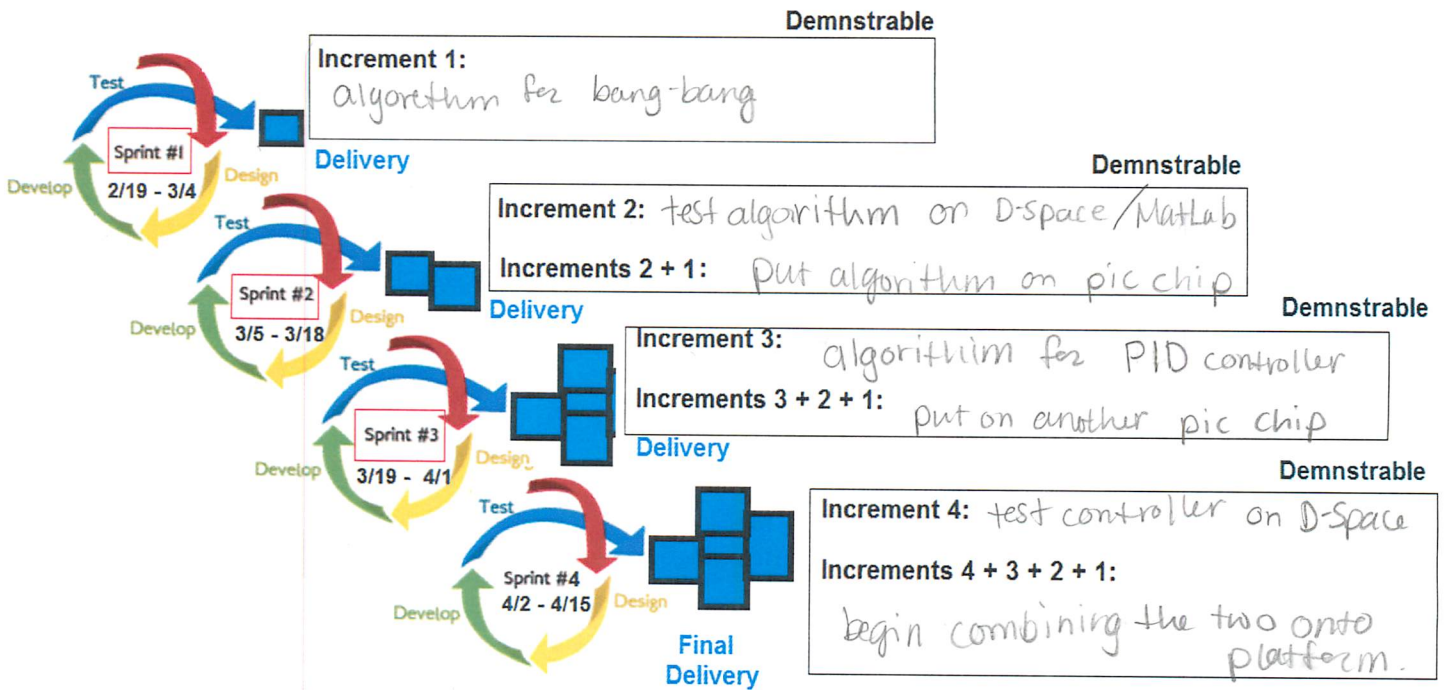 Demnstrable
Increment 1:
algorethm for bang-bang
Test
Sprint #1
Develop
2/19 - 3/4
Design
Delivery
Demnstrable
Increment 2: test algorithm on D-space/MatLab
Increments 2 + 1: put algorithm on pic chip
Test
Sprint #2
Develop
3/5 - 3/18
Design
Delivery
Demnstrable
Increment 3: algorithim for PID controller
Increments 3 + 2 + 1: put on another pic chip
Test
Sprint #3
Develop
3/19 - 4/1
Design
Delivery
Demnstrable
Increment 4: test controller on D-Space
Increments 4 + 3 + 2 + 1:
begin combining the two onto
platform.
Test
Sprint #4
Develop
4/2 - 4/15
Design
Final
Delivery